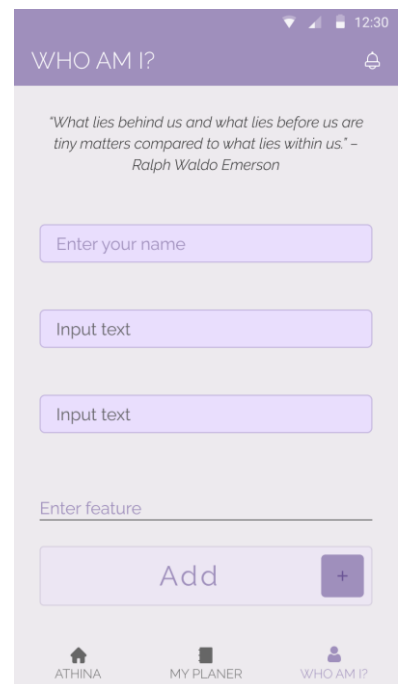 12:30
WHO AM I?
"What lies behind us and what lies before us are
tiny matters compared to what lies within us." –
Ralph Waldo Emerson
Enter your name
Input text
Input text
Enter feature
Add +
ATHINA MY PLANER WHO AM I?